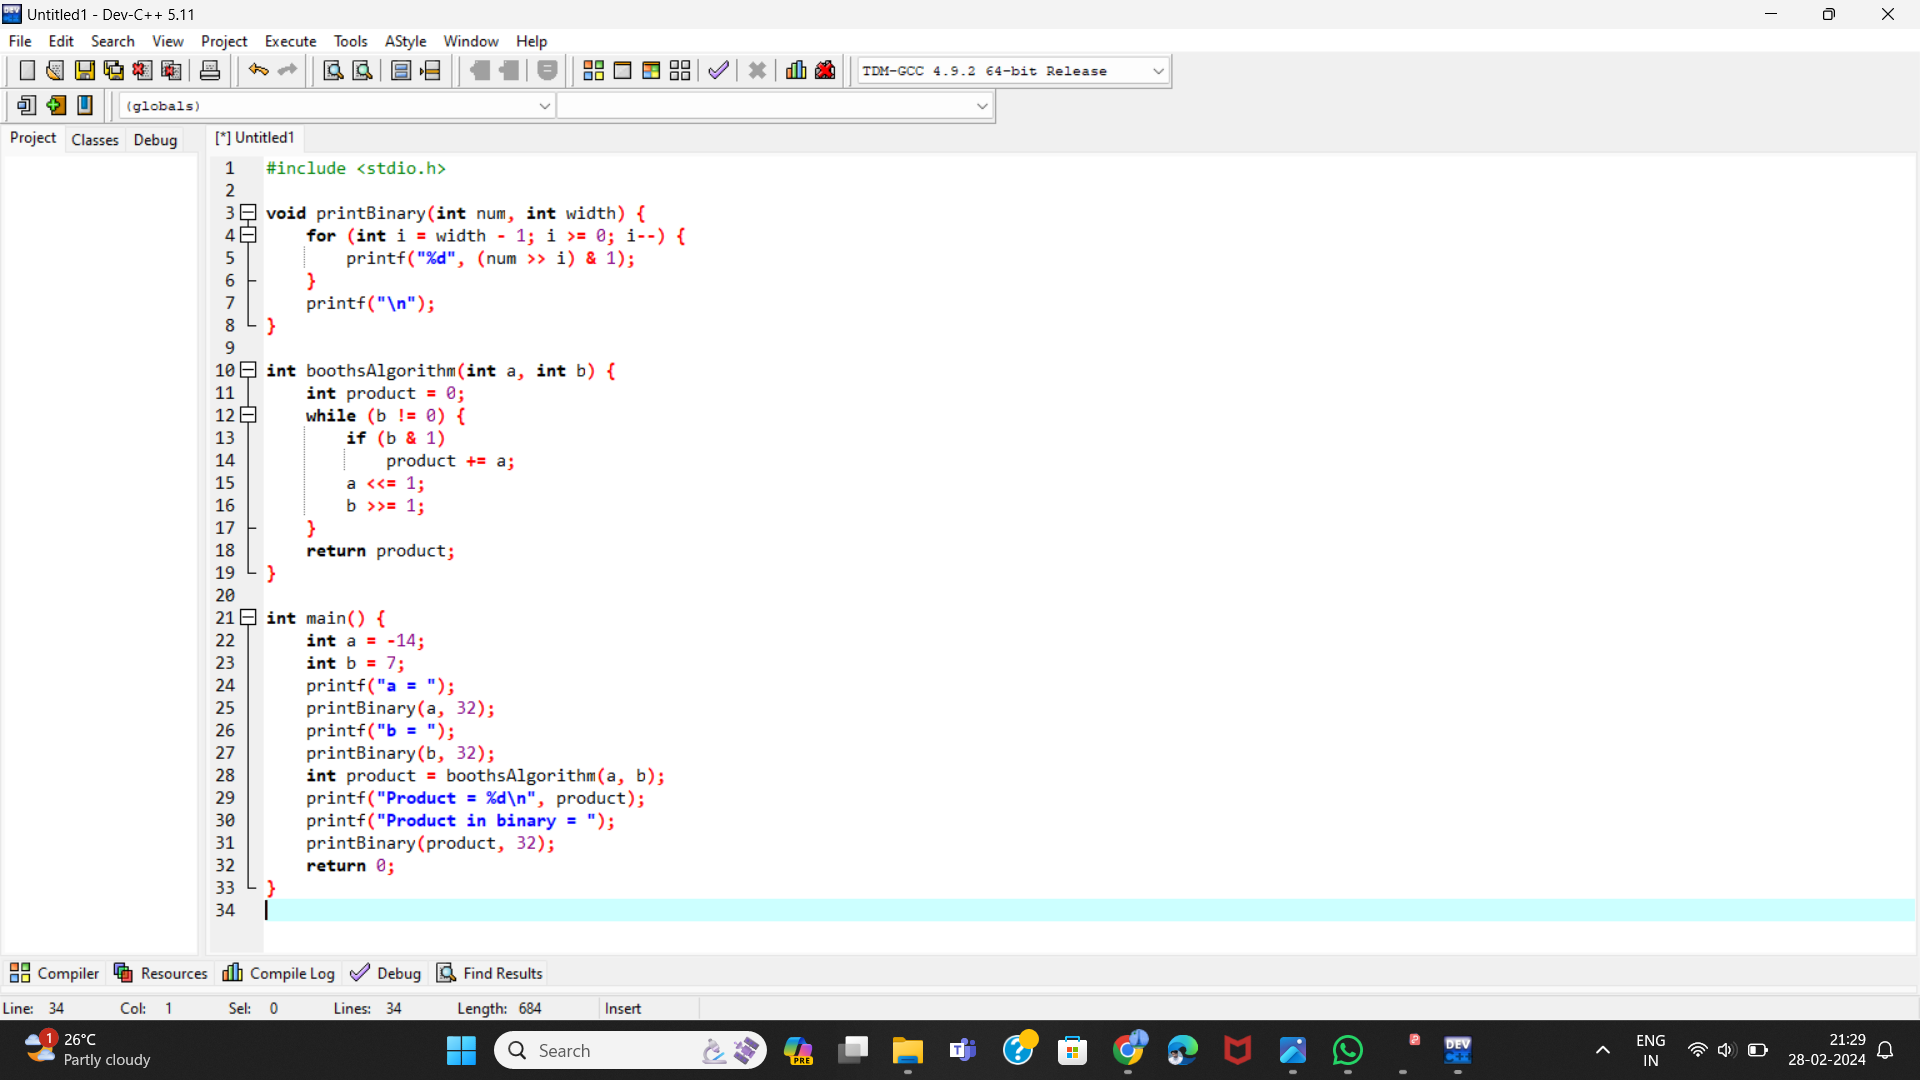 Untitled1 - Dev-C++ 5.11
File Edit Search View Project Execute Tools AStyle Window Help
TDM-GCC 4.9.2 64-bit Release
(globals)
Project Classes Debug [*] Untitled1
1 #include <stdio.h>
2
3 void printBinary(int num, int width) {
4     for (int i = width - 1; i >= 0; i--) {
5         printf("%d", (num >> i) & 1);
6     }
7     printf("\n");
8 }
9
10 int boothsAlgorithm(int a, int b) {
11     int product = 0;
12     while (b != 0) {
13         if (b & 1)
14             product += a;
15         a <<= 1;
16         b >>= 1;
17     }
18     return product;
19 }
20
21 int main() {
22     int a = -14;
23     int b = 7;
24     printf("a = ");
25     printBinary(a, 32);
26     printf("b = ");
27     printBinary(b, 32);
28     int product = boothsAlgorithm(a, b);
29     printf("Product = %d\n", product);
30     printf("Product in binary = ");
31     printBinary(product, 32);
32     return 0;
33 }
34
Compiler Resources Compile Log Debug Find Results
Line: 34 Col: 1 Sel: 0 Lines: 34 Length: 684 Insert
1 26°C
Partly cloudy
Search
PRE
DEV
C++
ENG
IN
21:29
28-02-2024